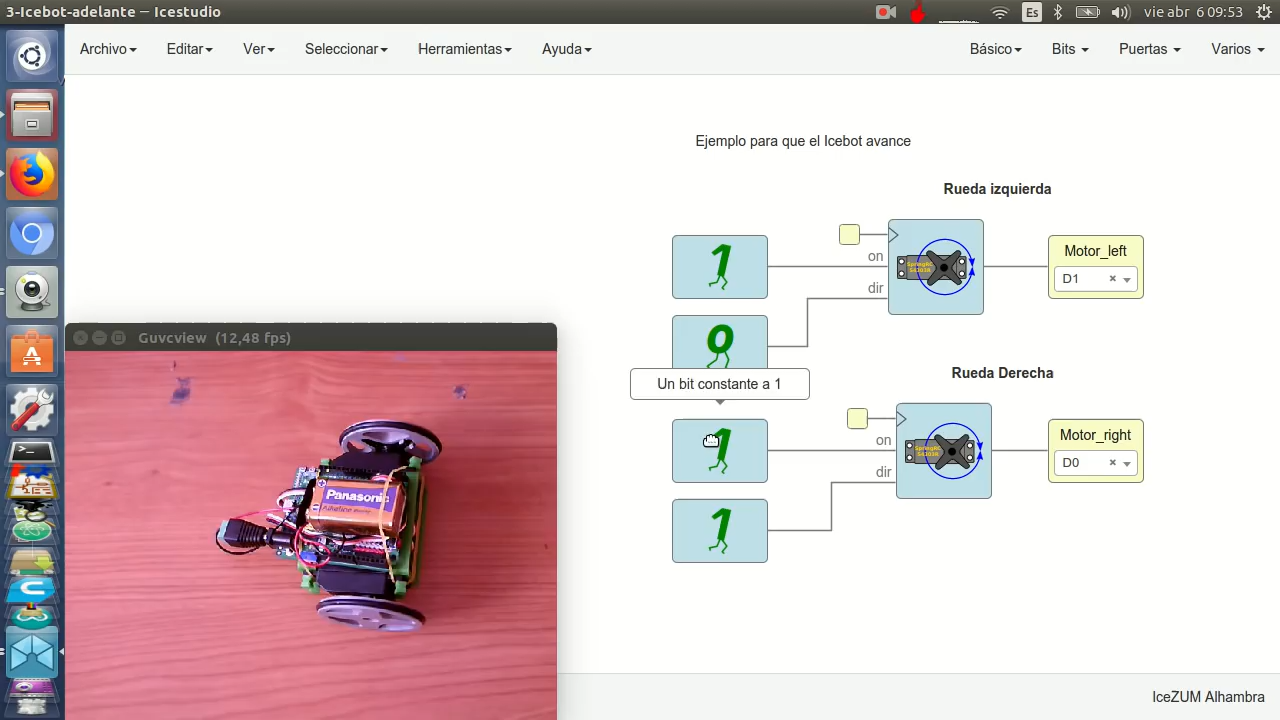 3-Icebot-adelante — Icestudio
Es
vie abr 6 09:53
Archivo
Editar
Ver
Seleccionar
Herramientas
Ayuda
Básico
Bits
Puertas
Varios
Ejemplo para que el Icebot avance
Rueda izquierda
1
on
dir
Motor_left
D1
0
Un bit constante a 1
Rueda Derecha
1
on
dir
Motor_right
D0
1
Guvcview (12,48 fps)
Panasonic
IceZUM Alhambra